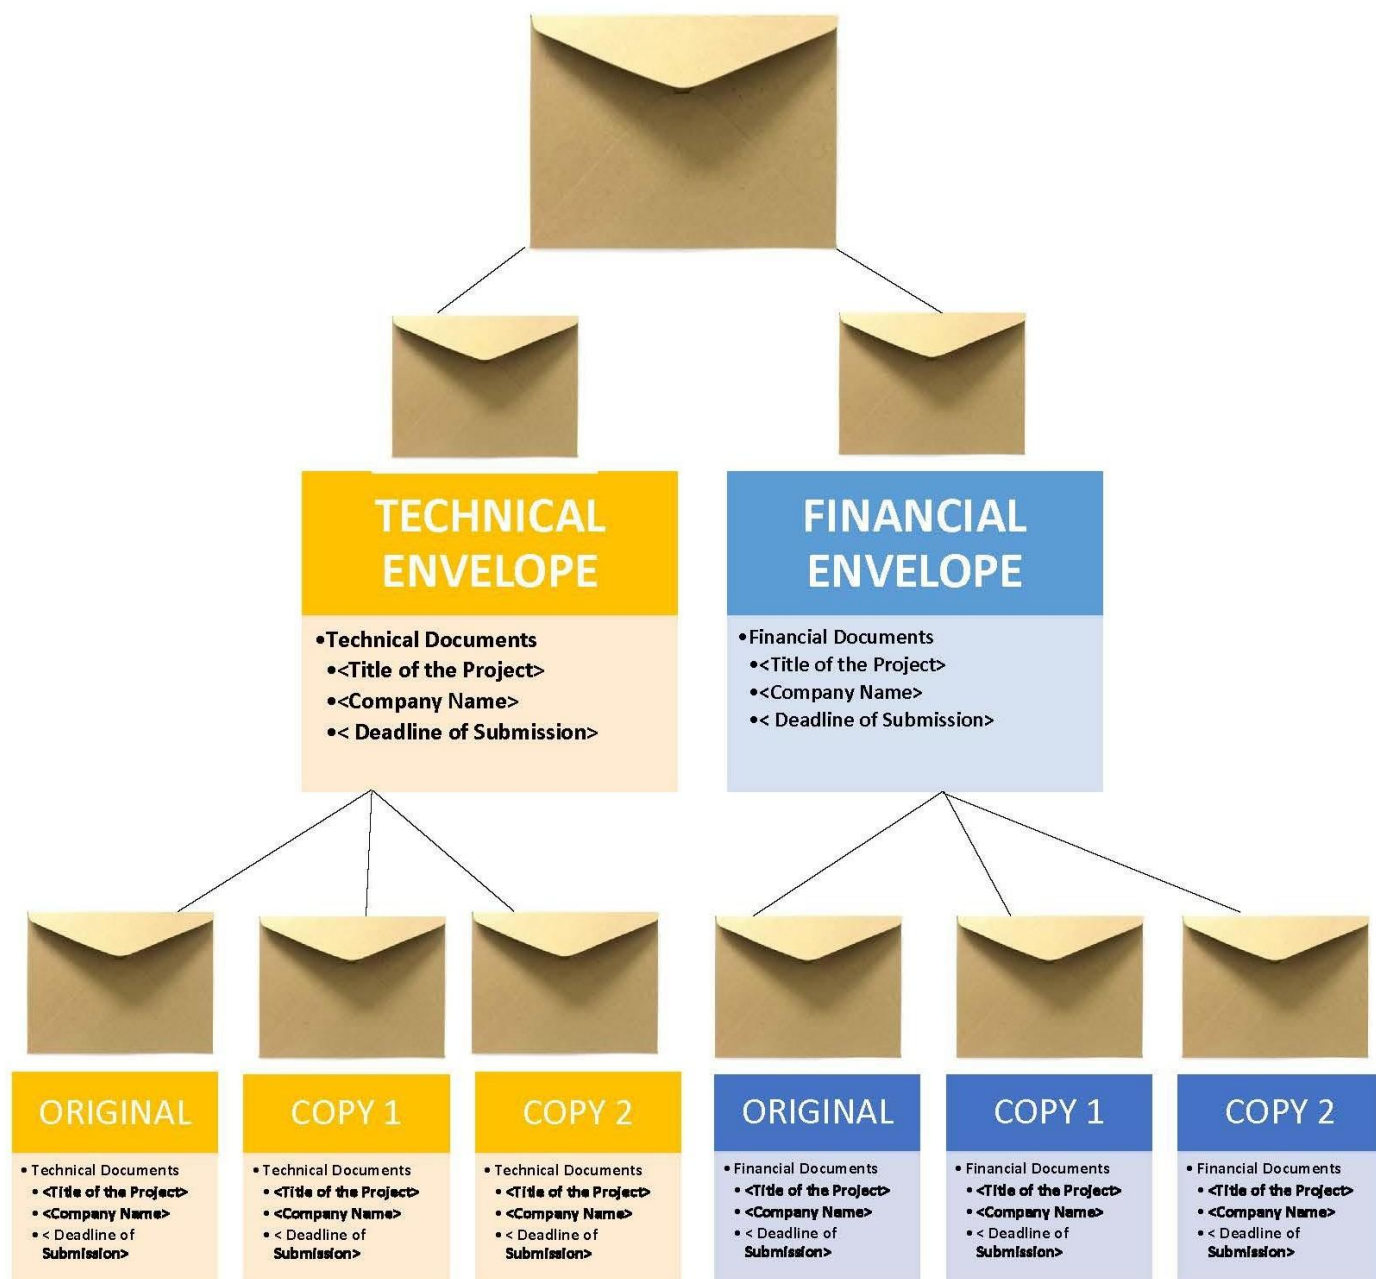 TECHNICAL
ENVELOPE
•Technical Documents
•<Title of the Project>
•<Company Name>
•< Deadline of Submission>
FINANCIAL
ENVELOPE
•Financial Documents
•<Title of the Project>
•<Company Name>
•< Deadline of Submission>
ORIGINAL
• Technical Documents
• <Title of the Project>
• <Company Name>
• < Deadline of
Submission>
COPY 1
• Technical Documents
• <Title of the Project>
• <Company Name>
• < Deadline of
Submission>
COPY 2
• Technical Documents
• <Title of the Project>
• <Company Name>
• < Deadline of
Submission>
ORIGINAL
• Financial Documents
• <Title of the Project>
• <Company Name>
• < Deadline of
Submission>
COPY 1
• Financial Documents
• <Title of the Project>
• <Company Name>
• < Deadline of
Submission>
COPY 2
• Financial Documents
• <Title of the Project>
• <Company Name>
• < Deadline of
Submission>